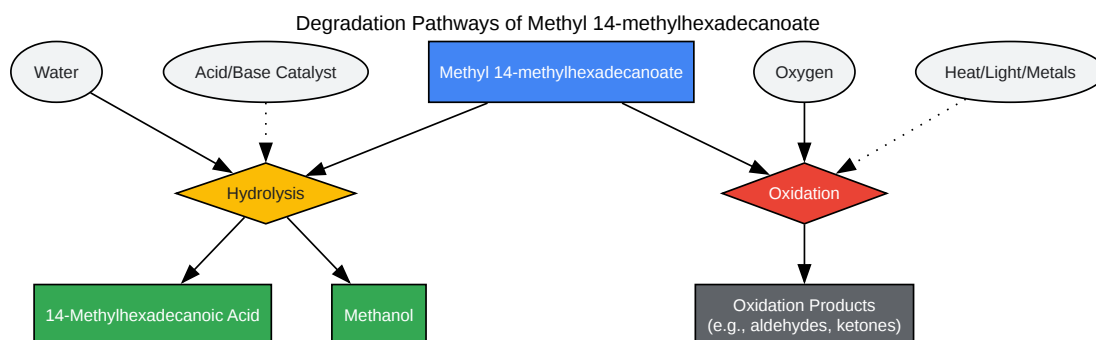 Degradation Pathways of Methyl 14-methylhexadecanoate
Water
Acid/Base Catalyst
Methyl 14-methylhexadecanoate
Oxygen
Heat/Light/Metals
Hydrolysis
Oxidation
14-Methylhexadecanoic Acid
Methanol
Oxidation Products
(e.g., aldehydes, ketones)